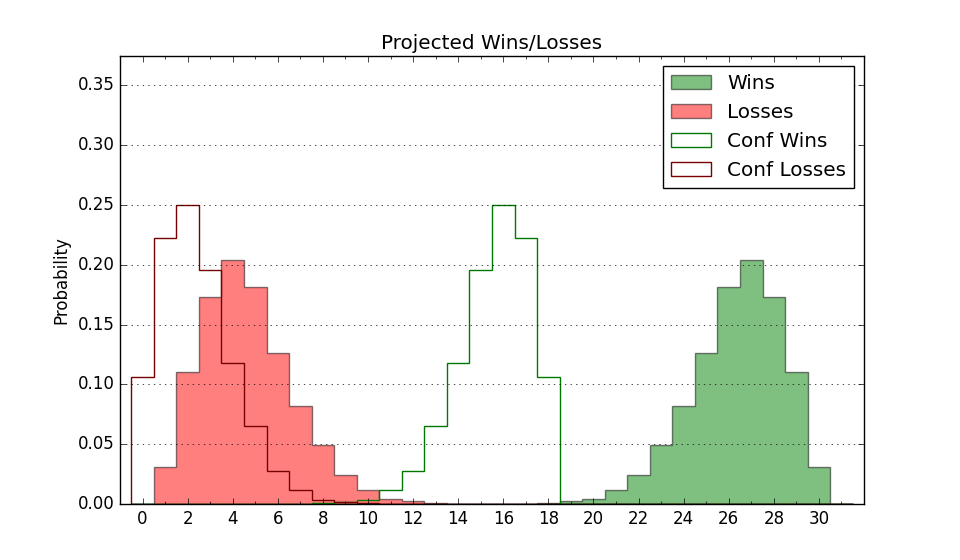 Projected Wins/Losses
Probability
0.35
0.30
0.25
0.20
0.15
0.10
0.05
0.00
Wins
Losses
Conf Wins
Conf Losses
0 2 4 6 8 10 12 14 16 18 20 22 24 26 28 30